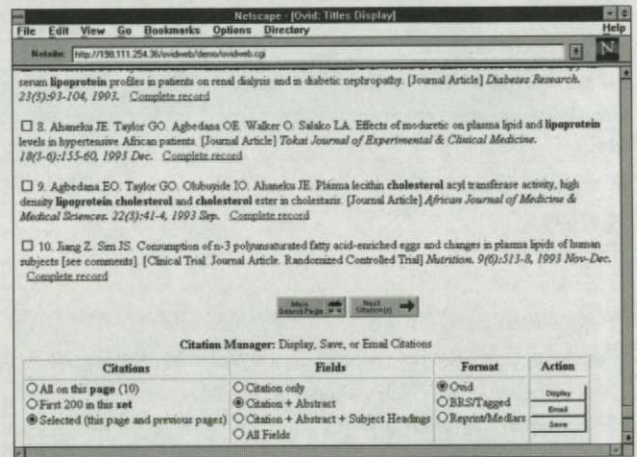 Netscape - [Ovid: Titles Display]
File Edit View Go Bookmarks Options Directory Help
Netsite: http://198.111.254.36/ovidweb/demo/ovidweb.cgi
serum lipoprotein profiles in patients on renal dialysis and in diabetic nephropathy. [Journal Article] Diabetes Research.
23(3):93-104, 1993. Complete record
8. Ahaneku JE. Taylor GO. Agbedana OE. Walker O. Salako LA. Effects of moduretic on plasma lipid and lipoprotein
levels in hypertensive African patients. [Journal Article] Tokai Journal of Experimental & Clinical Medicine.
18(3-6):155-60, 1993 Dec. Complete record
9. Agbedana EO. Taylor GO. Olubuyide IO. Ahaneku JE. Plasma lecithin cholesterol acyl transferase activity, high
density lipoprotein cholesterol and cholesterol ester in cholestaris. [Journal Article] African Journal of Medicine &
Medical Sciences. 22(3):41-4, 1993 Sep. Complete record
10. Jiang Z. Sim JS. Consumption of n-3 polyunsaturated fatty acid-enriched eggs and changes in plasma lipids of human
subjects [see comments]. [Clinical Trial. Journal Article. Randomized Controlled Trial] Nutrition. 9(6):513-8, 1993 Nov-Dec.
Complete record
Main Search Page Next Citation(s)
Citation Manager: Display, Save, or Email Citations
Citations Fields Format Action
All on this page (10) Citation only Ovid Display
First 200 in this set Citation + Abstract BRS/Tagged Email
Selected (this page and previous pages) Citation + Abstract + Subject Headings Reprint/Medlars Save
All Fields